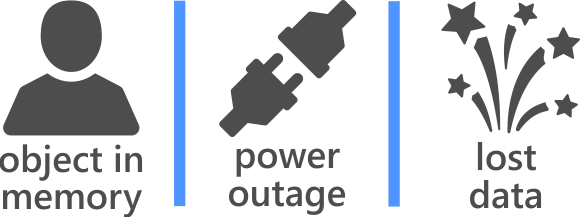 object in
memory
power
outage
lost
data